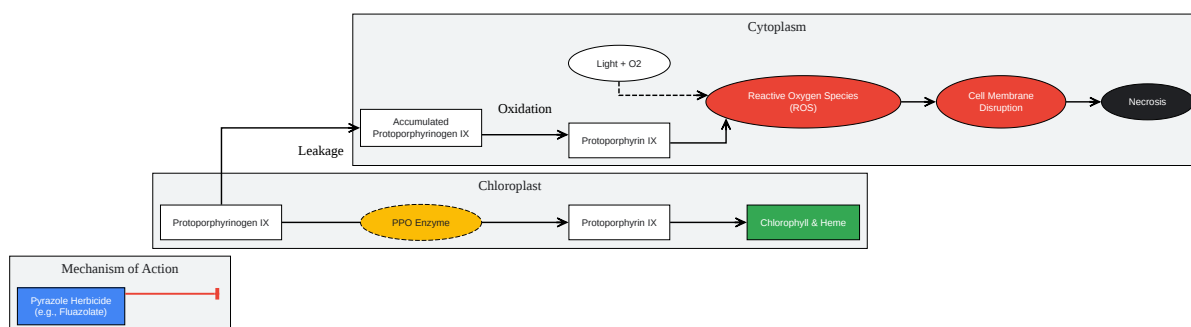 Cytoplasm
Light + O2
Reactive Oxygen Species
(ROS)
Cell Membrane
Disruption
Necrosis
Oxidation
Accumulated
Protoporphyrinogen IX
Protoporphyrin IX
Leakage
Chloroplast
Protoporphyrinogen IX
PPO Enzyme
Protoporphyrin IX
Chlorophyll & Heme
Mechanism of Action
Pyrazole Herbicide
(e.g., Fluazolate)